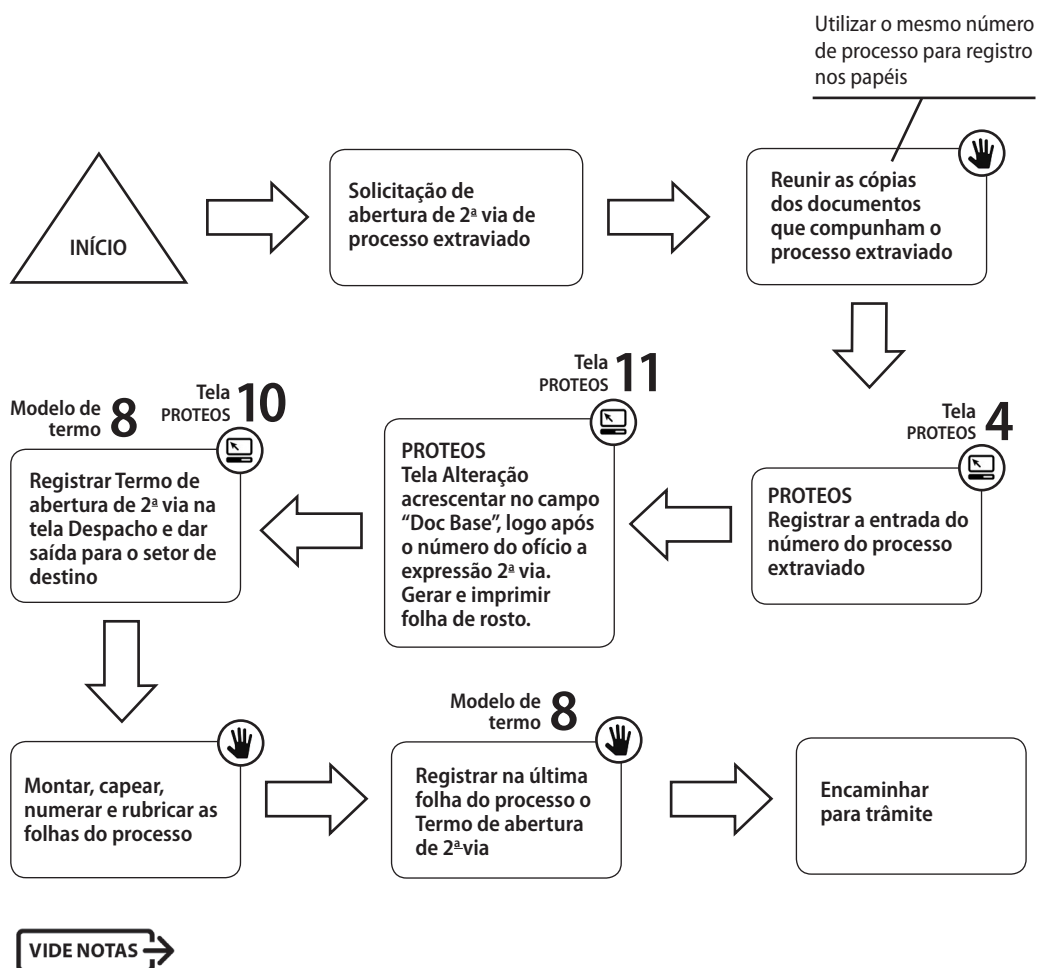 Utilizar o mesmo número
de processo para registro
nos papéis
INÍCIO
Solicitação de
abertura de 2ª via de
processo extraviado
Reunir as cópias
dos documentos
que compunham o
processo extraviado
Tela
PROTEOS 4
PROTEOS
Registrar a entrada do
número do processo
extraviado
Tela
PROTEOS 11
PROTEOS
Tela Alteração
acrescentar no campo
“Doc Base”, logo após
o número do ofício a
expressão 2ª via.
Gerar e imprimir
folha de rosto.
Modelo de
termo 8
Tela
PROTEOS 10
Registrar Termo de
abertura de 2ª via na
tela Despacho e dar
saída para o setor de
destino
Montar, capear,
numerar e rubricar as
folhas do processo
Modelo de
termo 8
Registrar na última
folha do processo o
Termo de abertura
de 2ª via
Encaminhar
para trâmite
VIDE NOTAS